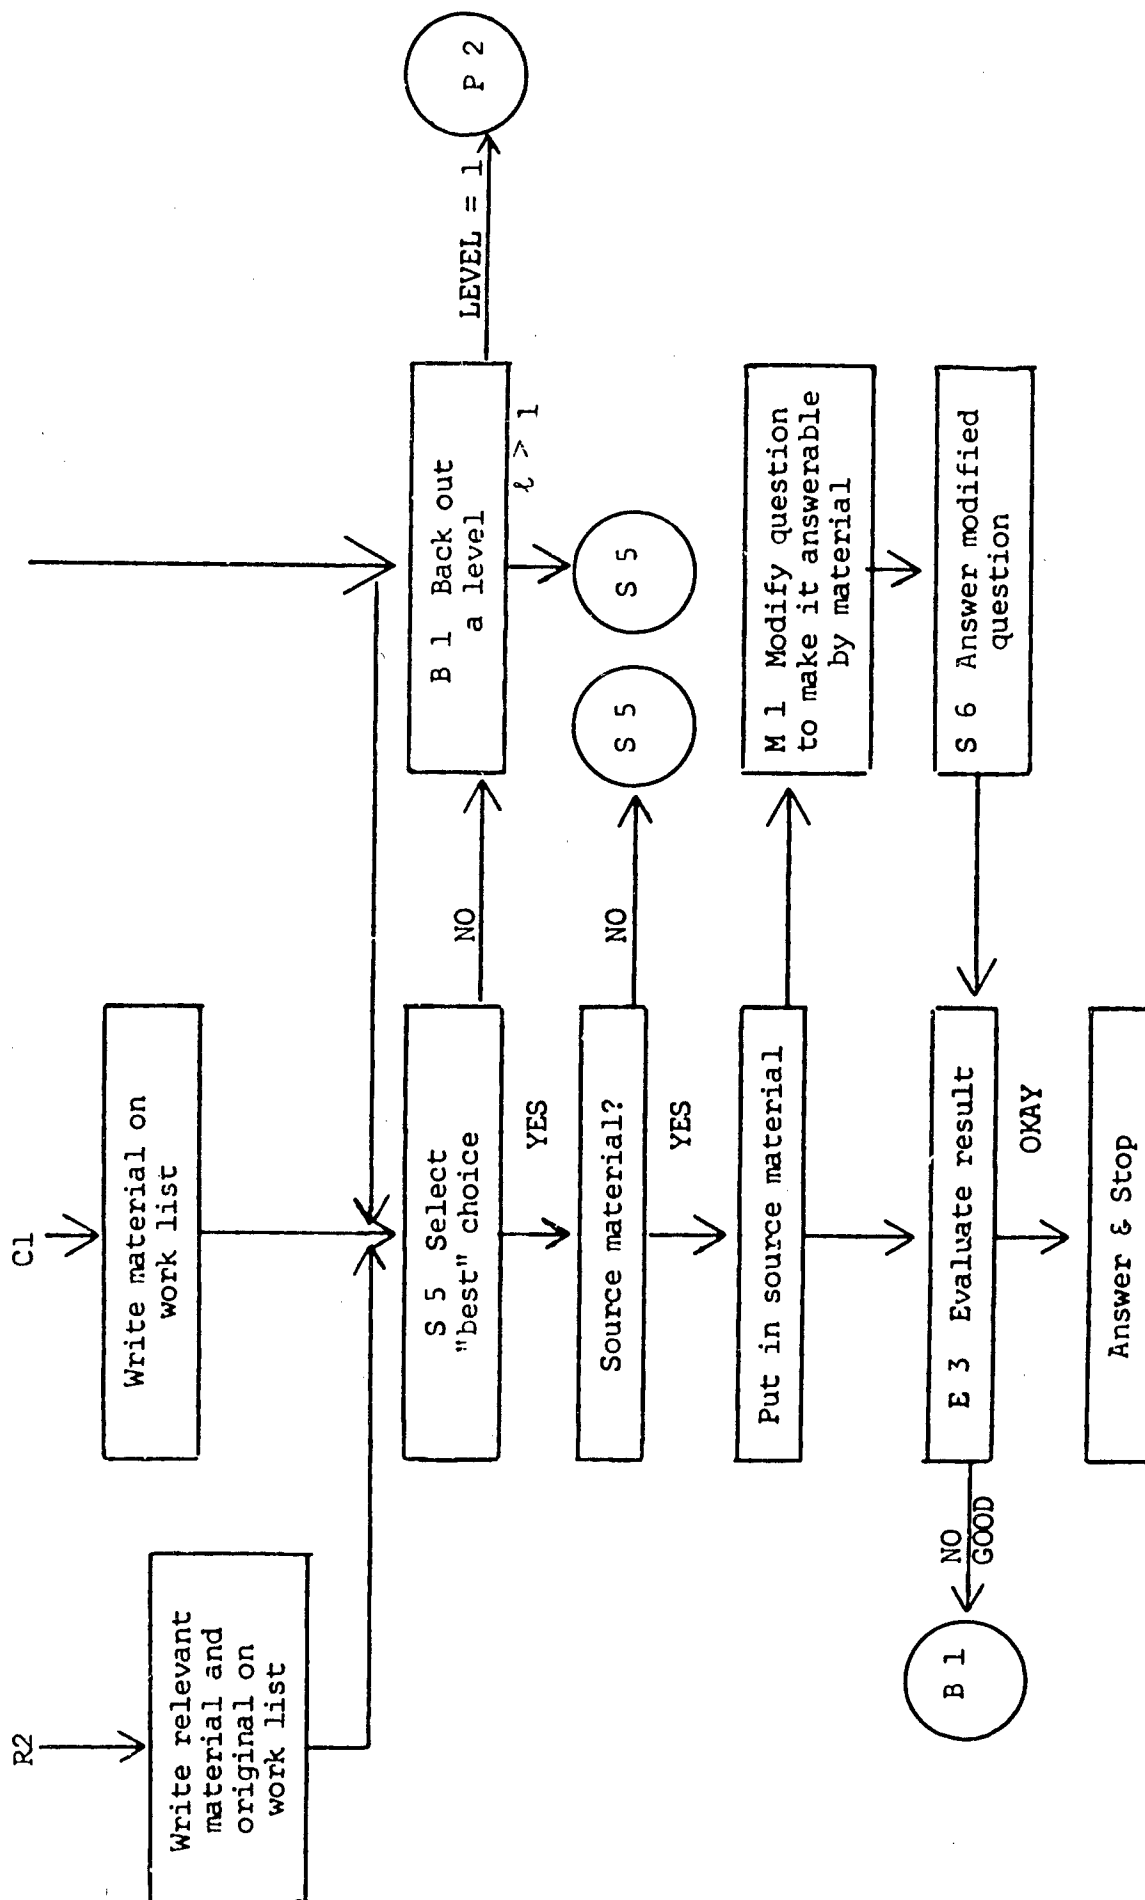 R2
Write relevant
material and
original on
work list
C1
Write material on
work list
S 5 Select
"best" choice
NO
B 1 Back out
a level
LEVEL = 1
P 2
ℓ > 1
S 5
YES
Source material?
NO
S 5
YES
Put in source material
M 1 Modify question
to make it answerable
by material
S 6 Answer modified
question
E 3 Evaluate result
NO
GOOD
B 1
OKAY
Answer & Stop